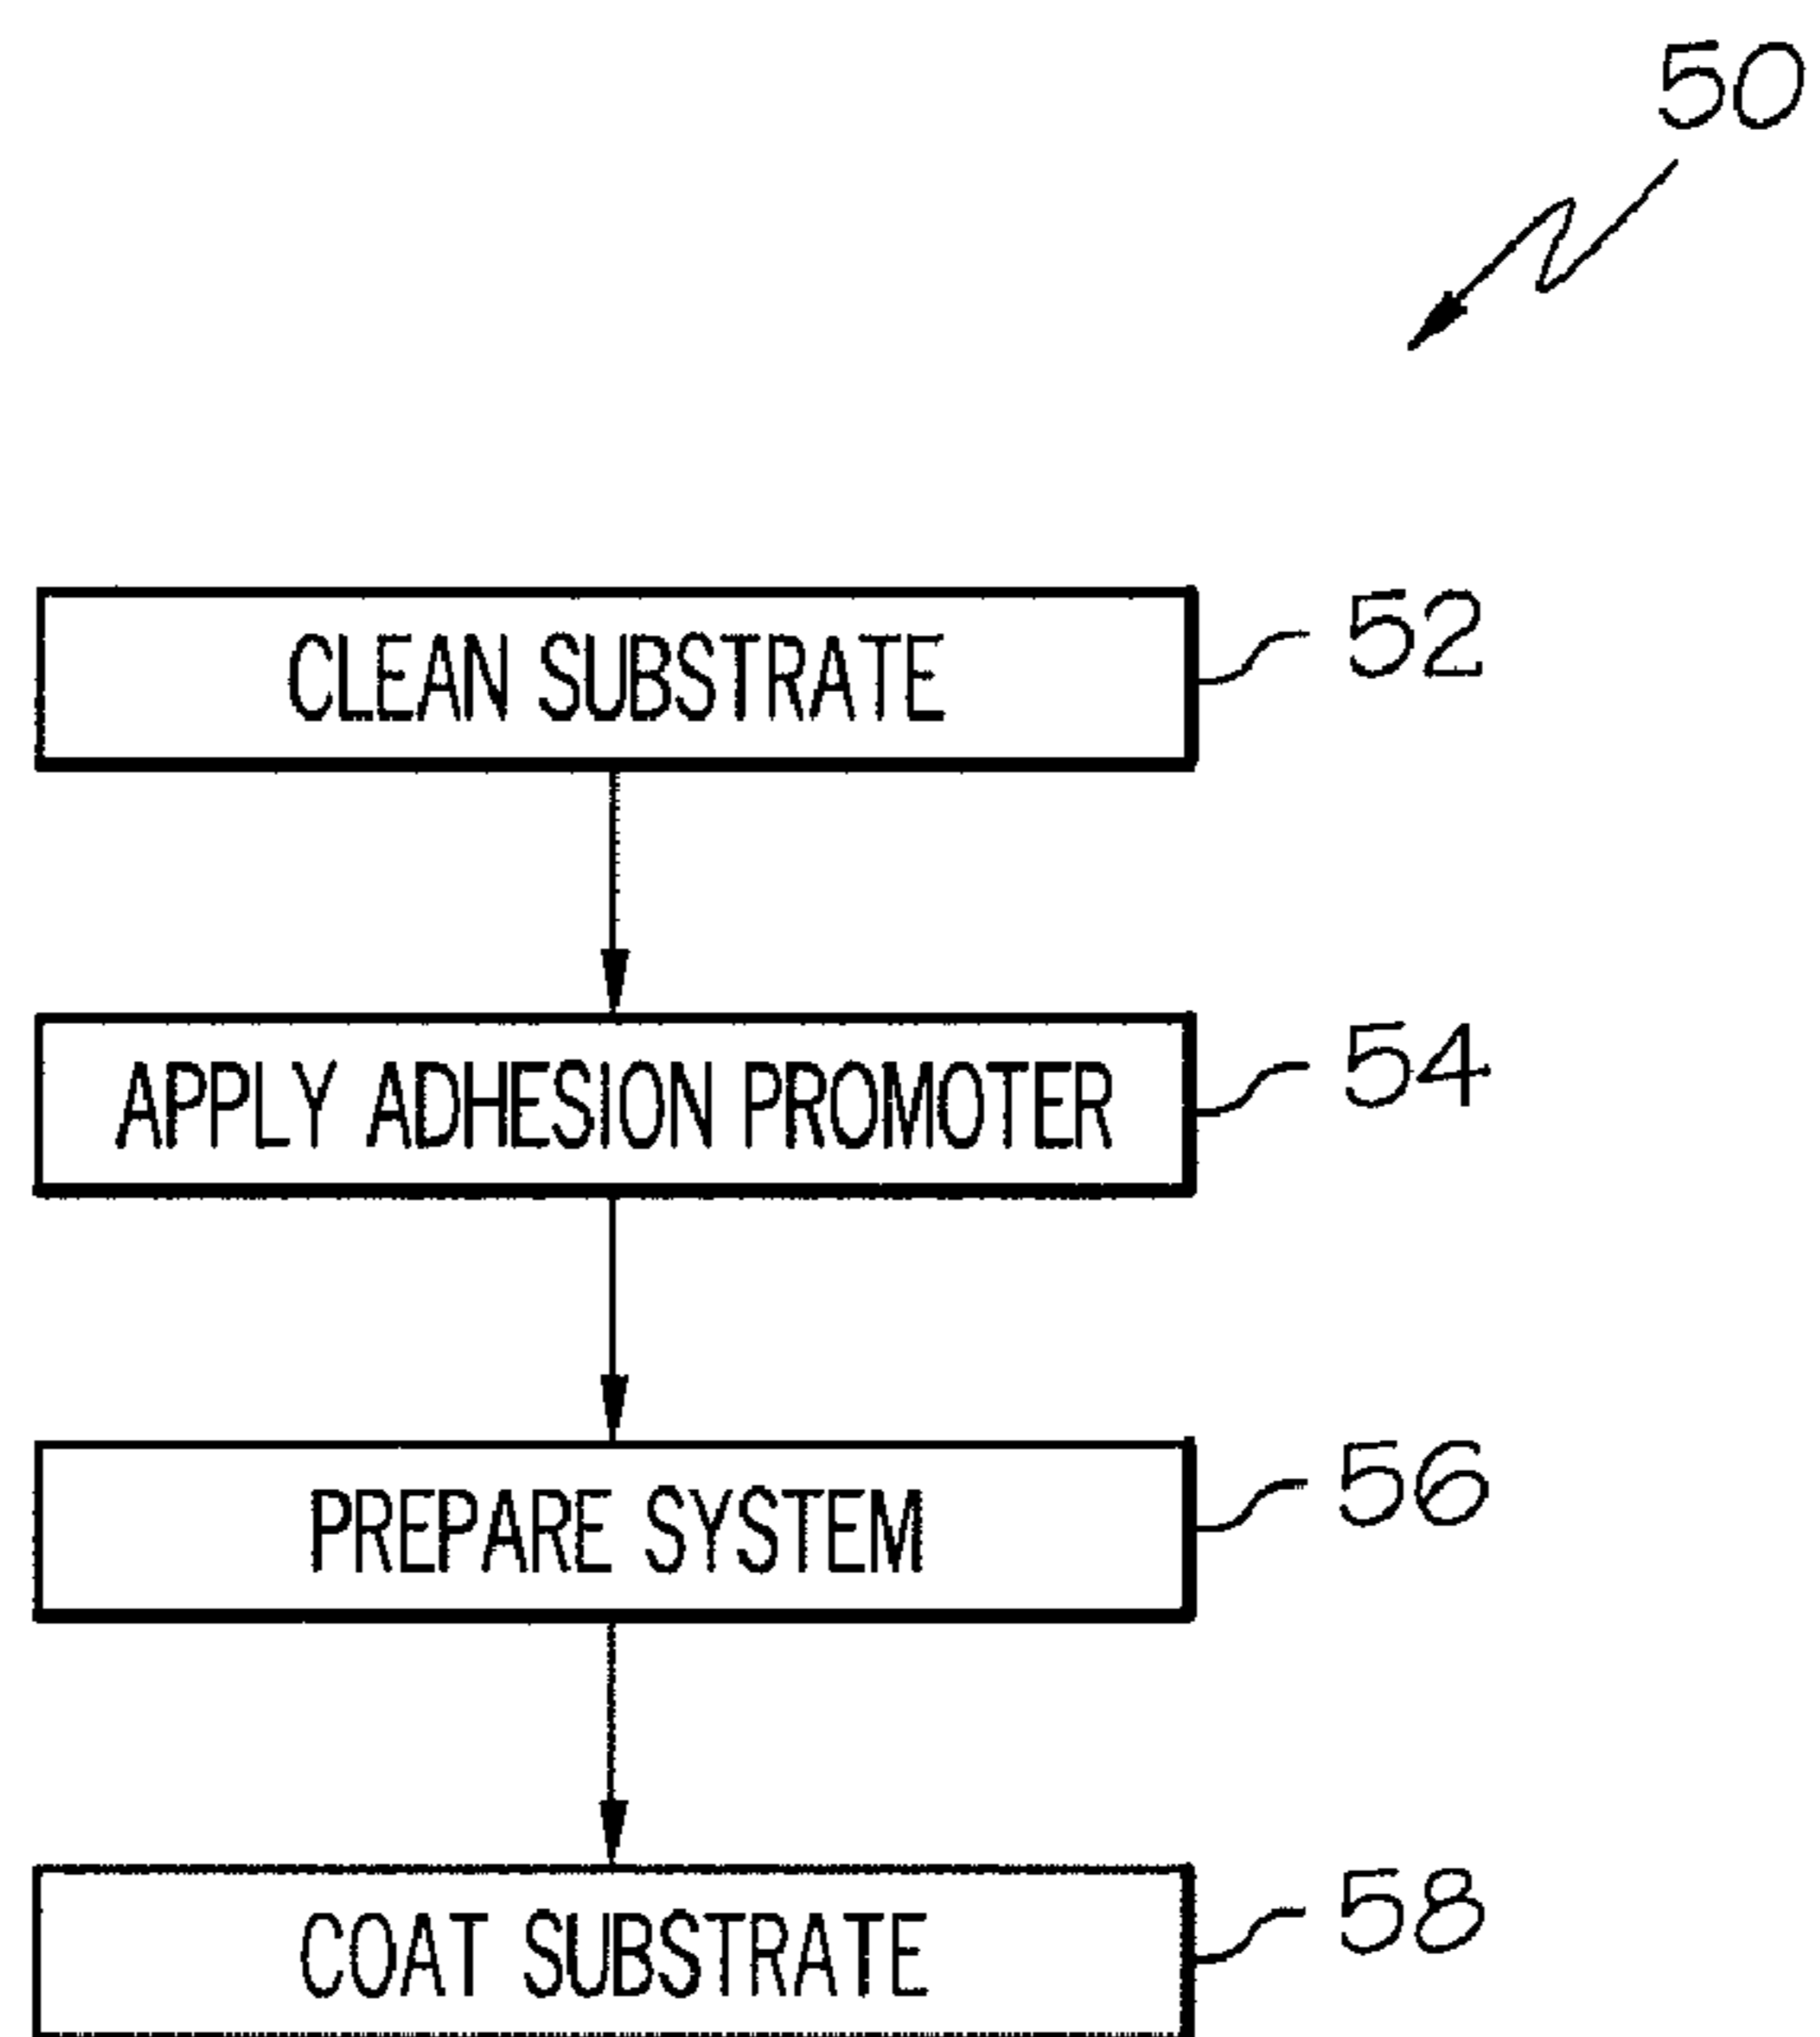 50
CLEAN SUBSTRATE 52
APPLY ADHESION PROMOTER 54
PREPARE SYSTEM 56
COAT SUBSTRATE 58